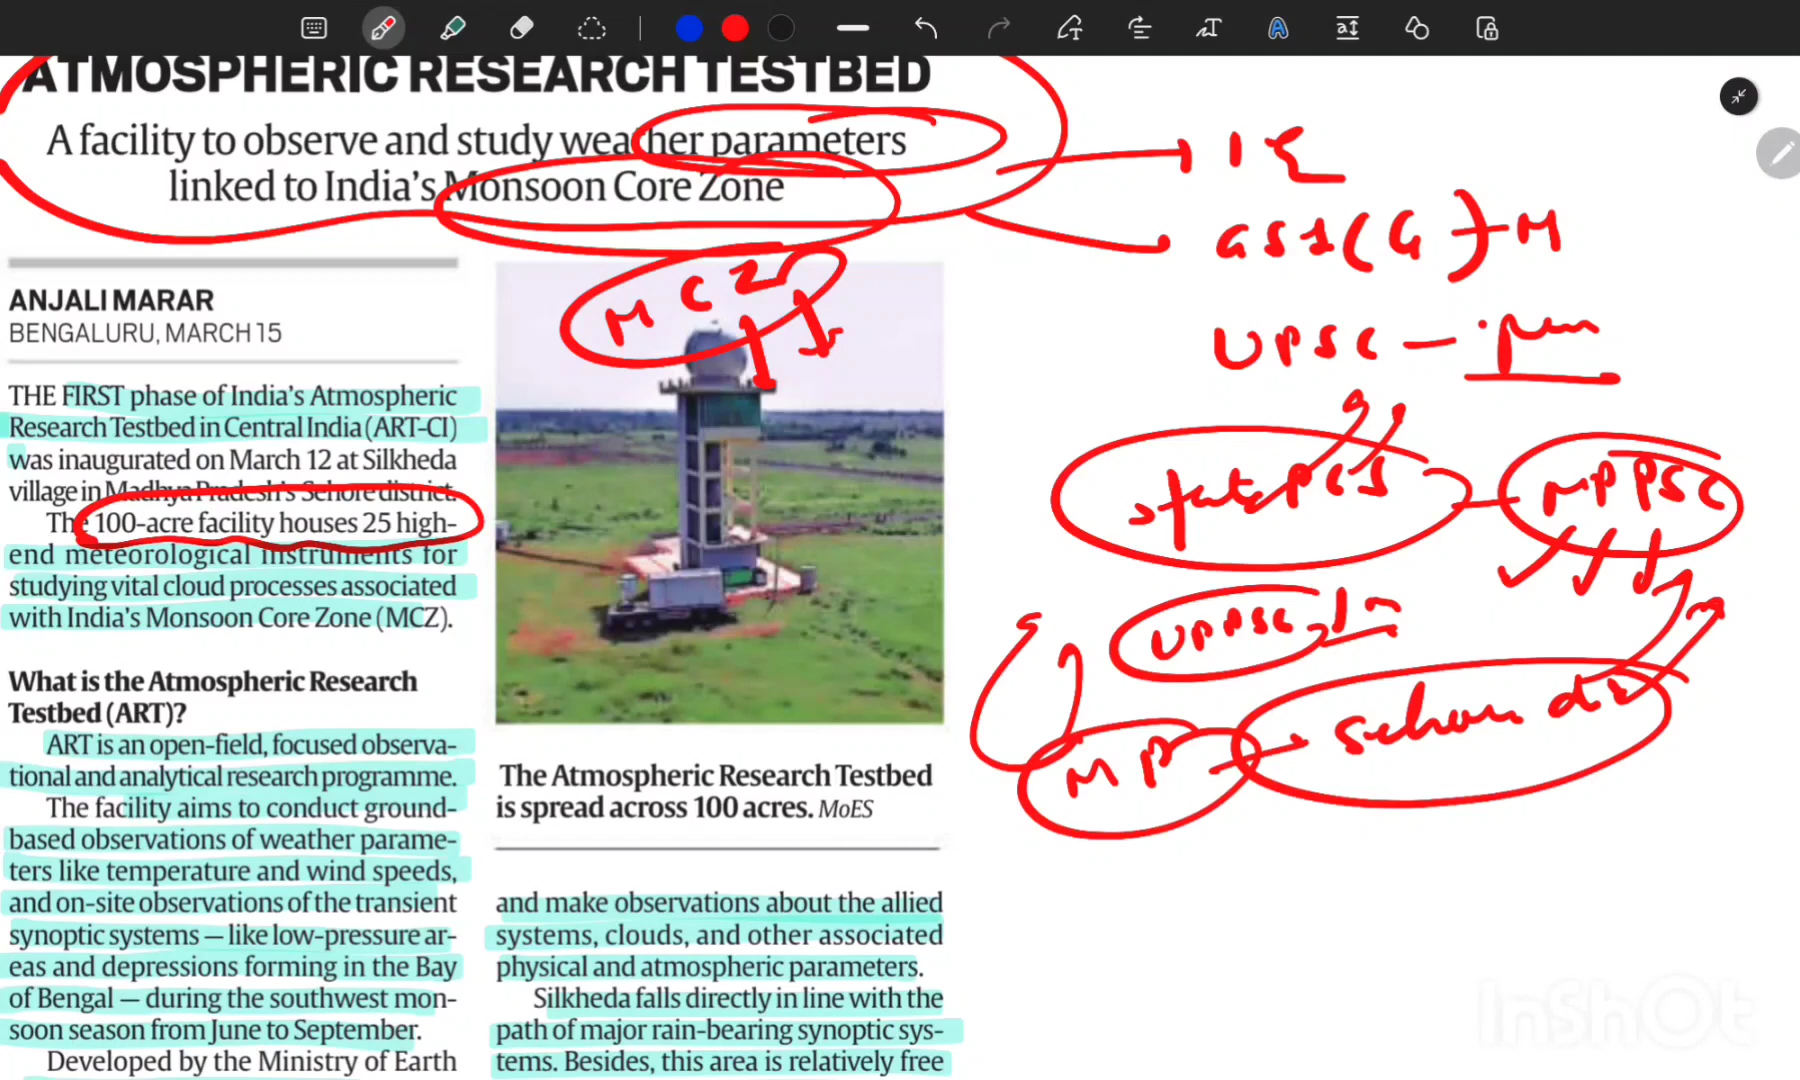 ATMOSPHERIC RESEARCH TESTBED
A facility to observe and study weather parameters
linked to India's Monsoon Core Zone
MCZ
ANJALI MARAR
BENGALURU, MARCH 15
THE FIRST phase of India's Atmospheric
Research Testbed in Central India (ART-CI)
was inaugurated on March 12 at Silkheda
village in Madhya Pradesh's Sehore district.
The 100-acre facility houses 25 high-
end meteorological instruments for
studying vital cloud processes associated
with India's Monsoon Core Zone (MCZ).
What is the Atmospheric Research
Testbed (ART)?
ART is an open-field, focused observa-
tional and analytical research programme.
The facility aims to conduct ground-
based observations of weather parame-
ters like temperature and wind speeds,
and on-site observations of the transient
synoptic systems — like low-pressure ar-
eas and depressions forming in the Bay
of Bengal — during the southwest mon-
soon season from June to September.
Developed by the Ministry of Earth
The Atmospheric Research Testbed
is spread across 100 acres. MoES
and make observations about the allied
systems, clouds, and other associated
physical and atmospheric parameters.
Silkheda falls directly in line with the
path of major rain-bearing synoptic sys-
tems. Besides, this area is relatively free
GS1(G)-M
UPSC -
State PCS - MPPSC
UPPSC
MP
InShOt